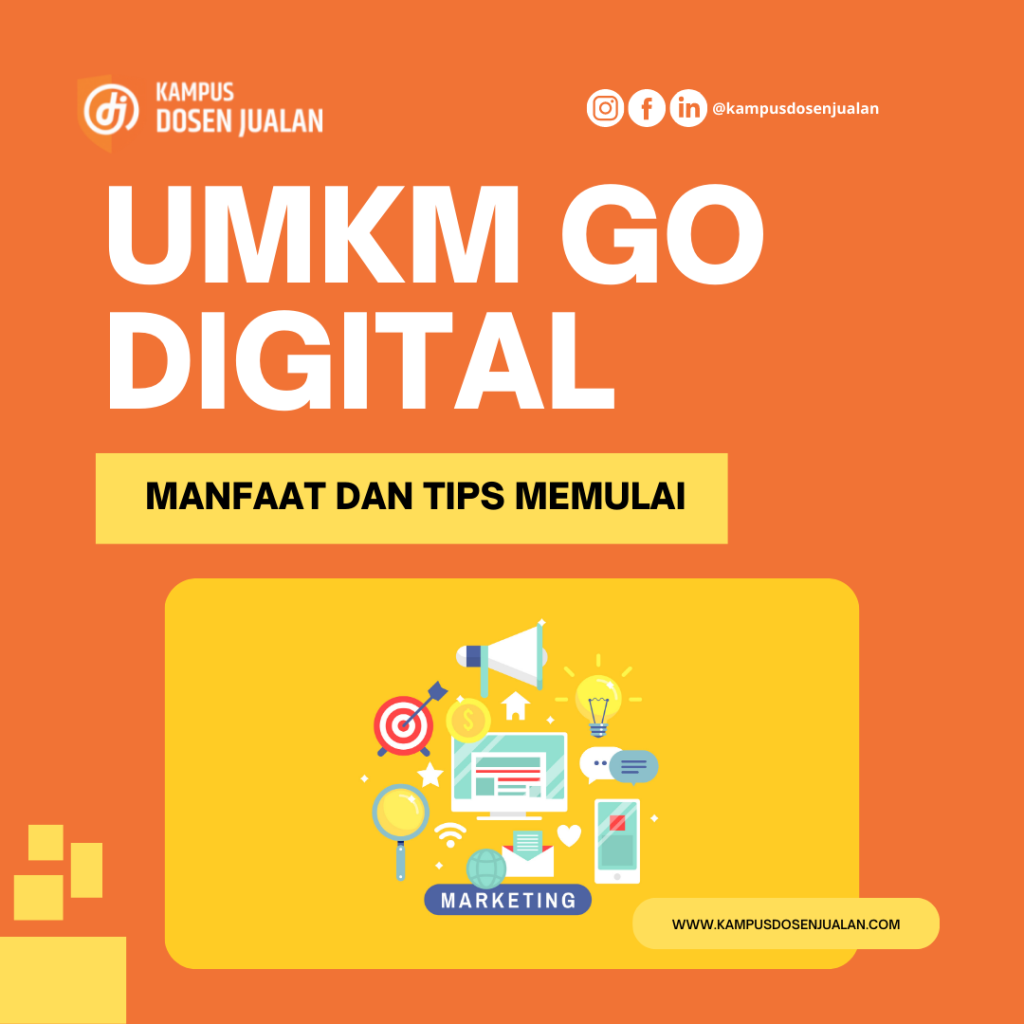 KAMPUS
DOSEN JUALAN
@kampusdosenjualan
UMKM GO
DIGITAL
MANFAAT DAN TIPS MEMULAI
$
MARKETING
WWW.KAMPUSDOSENJUALAN.COM